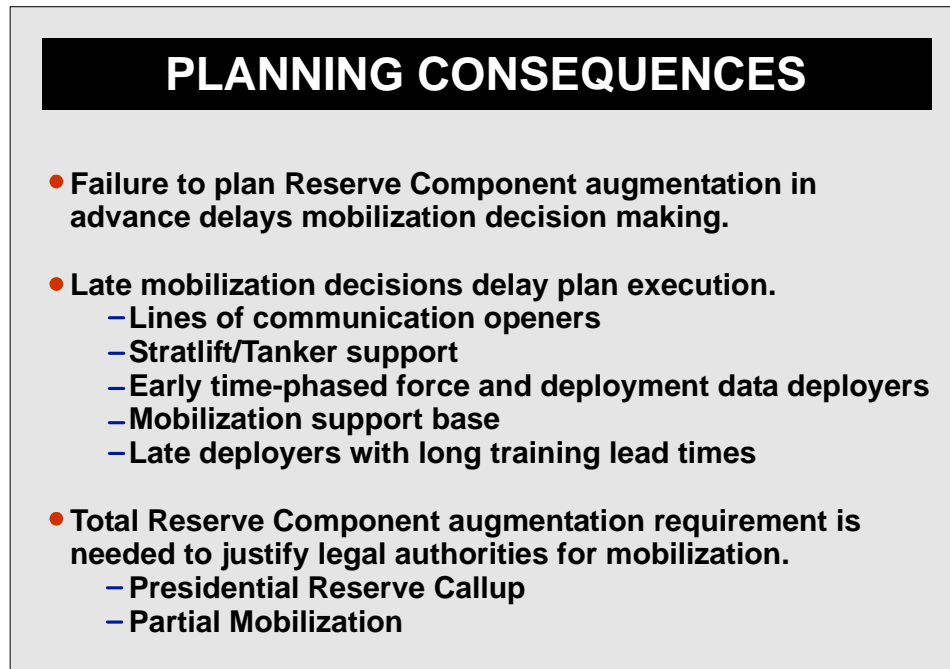 PLANNING CONSEQUENCES
• Failure to plan Reserve Component augmentation in
advance delays mobilization decision making.
• Late mobilization decisions delay plan execution.
– Lines of communication openers
– Stratlift/Tanker support
– Early time-phased force and deployment data deployers
– Mobilization support base
– Late deployers with long training lead times
• Total Reserve Component augmentation requirement is
needed to justify legal authorities for mobilization.
– Presidential Reserve Callup
– Partial Mobilization